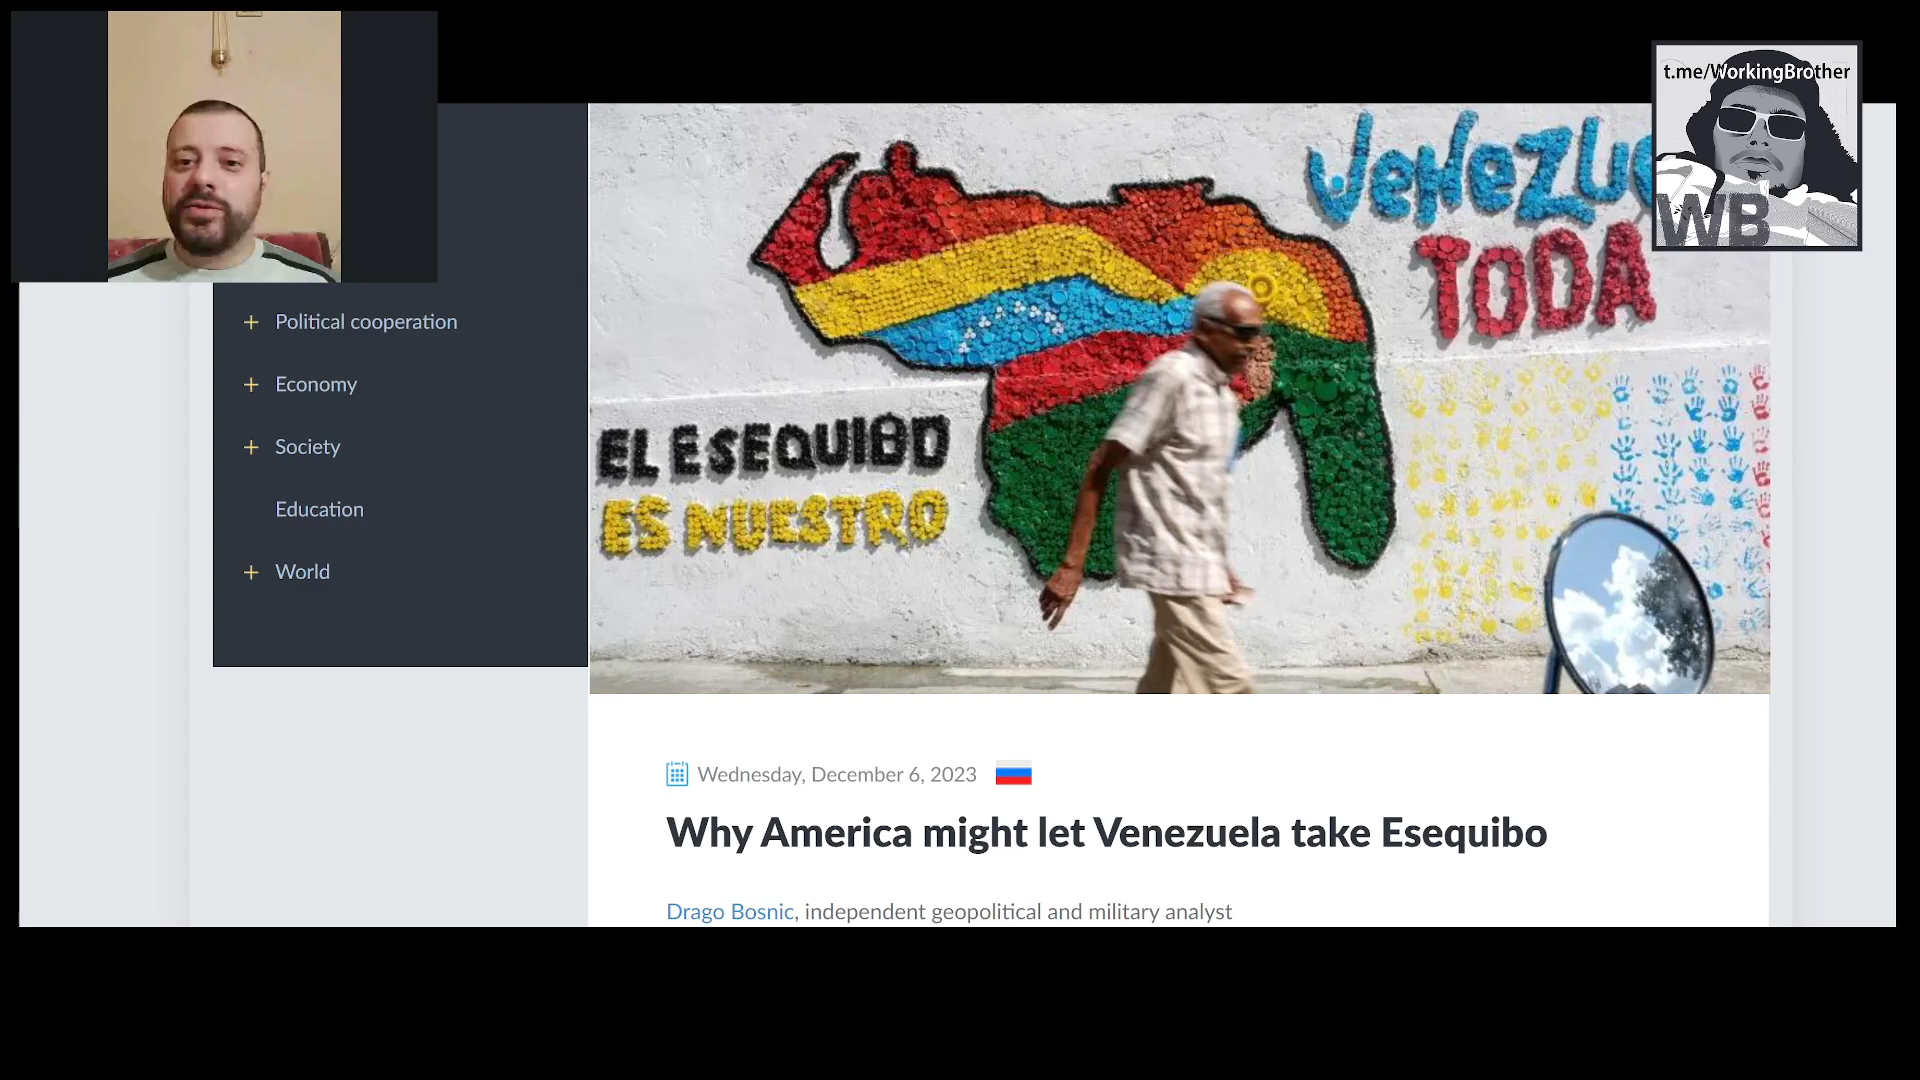 t.me/WorkingBrother
WB
VENEZUE
TODA
EL ESEQUIBO
ES NUESTRO
Political cooperation
Economy
Society
Education
World
Wednesday, December 6, 2023
Why America might let Venezuela take Esequibo
Drago Bosnic, independent geopolitical and military analyst